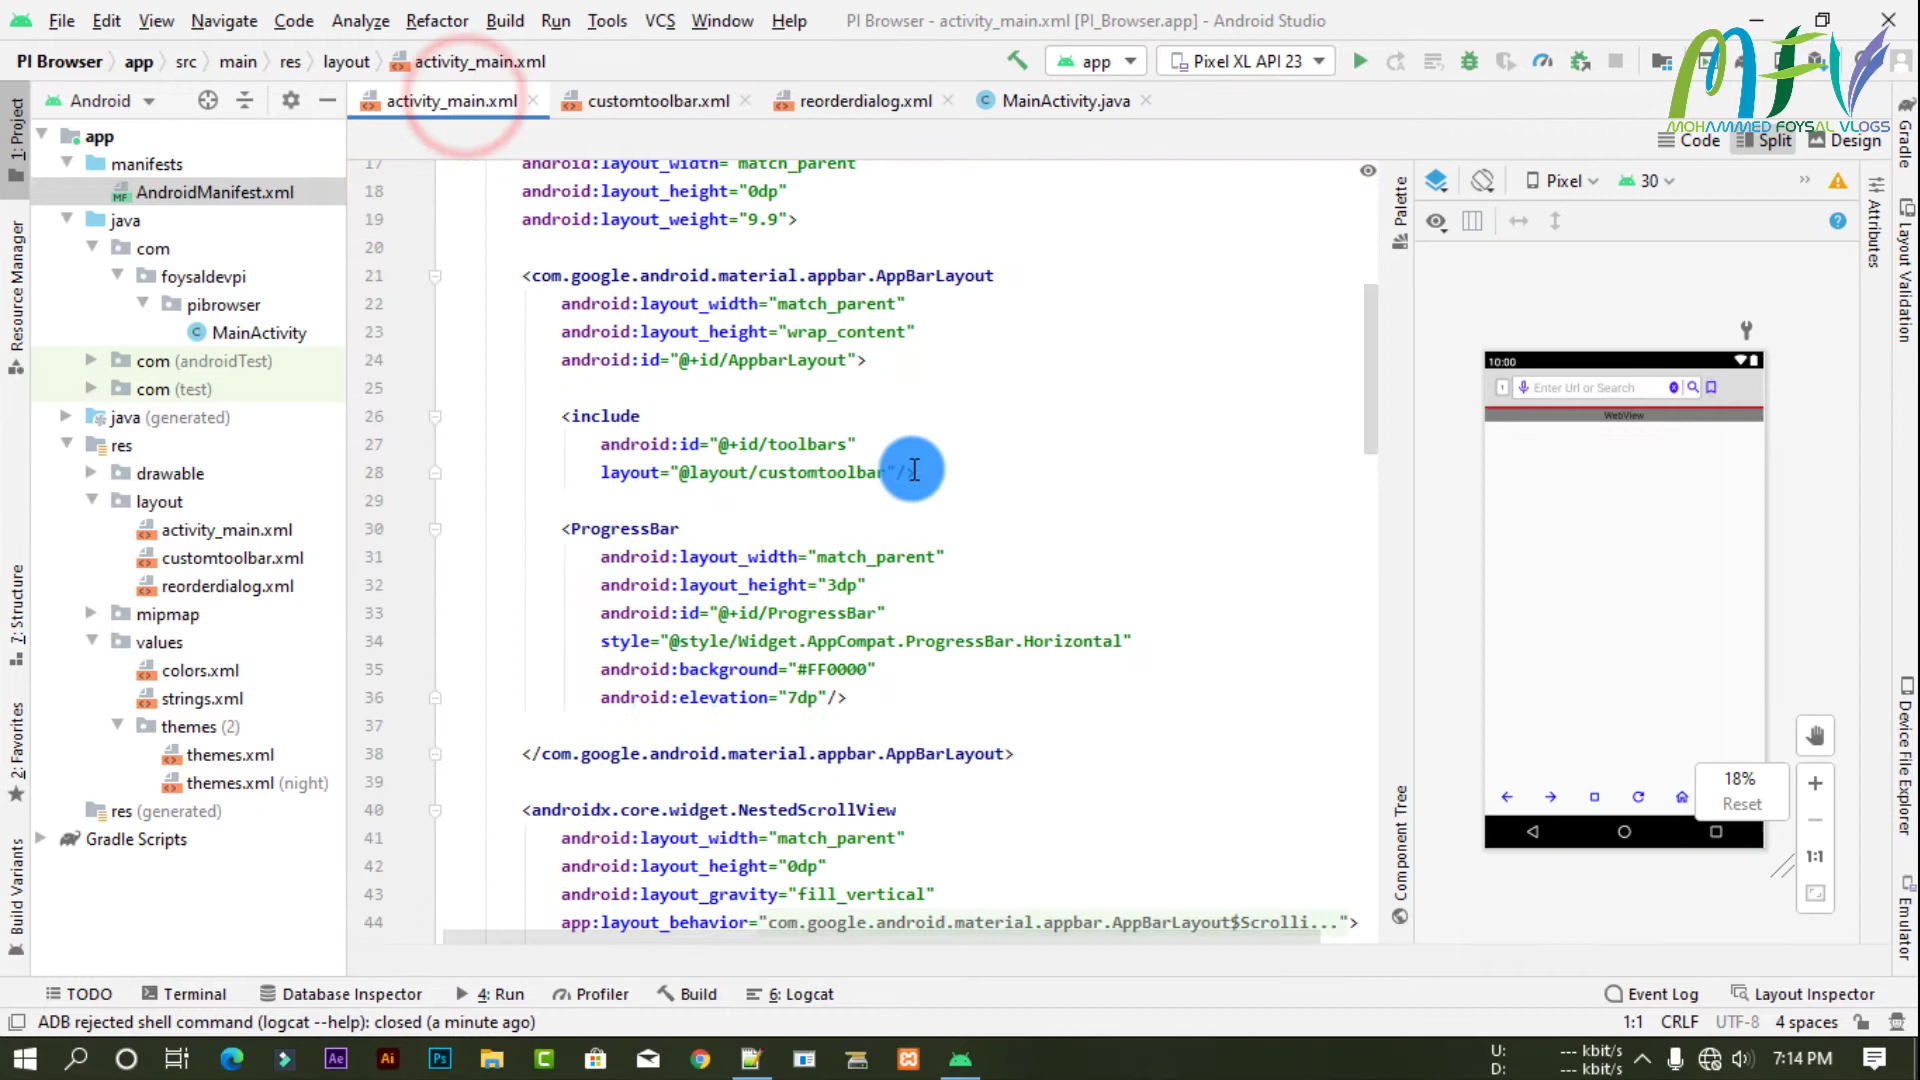 File Edit View Navigate Code Analyze Refactor Build Run Tools VCS Window Help PI Browser - activity_main.xml [PI_Browser.app] - Android Studio
PI Browser app src main res layout activity_main.xml app Pixel XL API 23
MFV
MOHAMMED FOYSAL VLOGS
Android activity_main.xml customtoolbar.xml reorderdialog.xml MainActivity.java
Code Split Design
1: Project
Resource Manager
7: Structure
2: Favorites
Build Variants
app
manifests
AndroidManifest.xml
java
com
foysaldevpi
pibrowser
MainActivity
com (androidTest)
com (test)
java (generated)
res
drawable
layout
activity_main.xml
customtoolbar.xml
reorderdialog.xml
mipmap
values
colors.xml
strings.xml
themes (2)
themes.xml
themes.xml (night)
res (generated)
Gradle Scripts
17 android:layout_width="match_parent"
18 android:layout_height="0dp"
19 android:layout_weight="9.9">
20
21 <com.google.android.material.appbar.AppBarLayout
22 android:layout_width="match_parent"
23 android:layout_height="wrap_content"
24 android:id="@+id/AppbarLayout">
25
26 <include
27 android:id="@+id/toolbars"
28 layout="@layout/customtoolbar"/>
29
30 <ProgressBar
31 android:layout_width="match_parent"
32 android:layout_height="3dp"
33 android:id="@+id/ProgressBar"
34 style="@style/Widget.AppCompat.ProgressBar.Horizontal"
35 android:background="#FF0000"
36 android:elevation="7dp"/>
37
38 </com.google.android.material.appbar.AppBarLayout>
39
40 <androidx.core.widget.NestedScrollView
41 android:layout_width="match_parent"
42 android:layout_height="0dp"
43 android:layout_gravity="fill_vertical"
44 app:layout_behavior="com.google.android.material.appbar.AppBarLayout$Scrolli...">
Palette
Component Tree
Pixel 30
10:00
Enter Url or Search
WebView
18%
Reset
1:1
Attributes
Gradle
Layout Validation
Device File Explorer
Emulator
TODO Terminal Database Inspector 4: Run Profiler Build 6: Logcat Event Log Layout Inspector
ADB rejected shell command (logcat --help): closed (a minute ago) 1:1 CRLF UTF-8 4 spaces
Ae Ai Ps C
U: --- kbit/s
D: --- kbit/s
7:14 PM